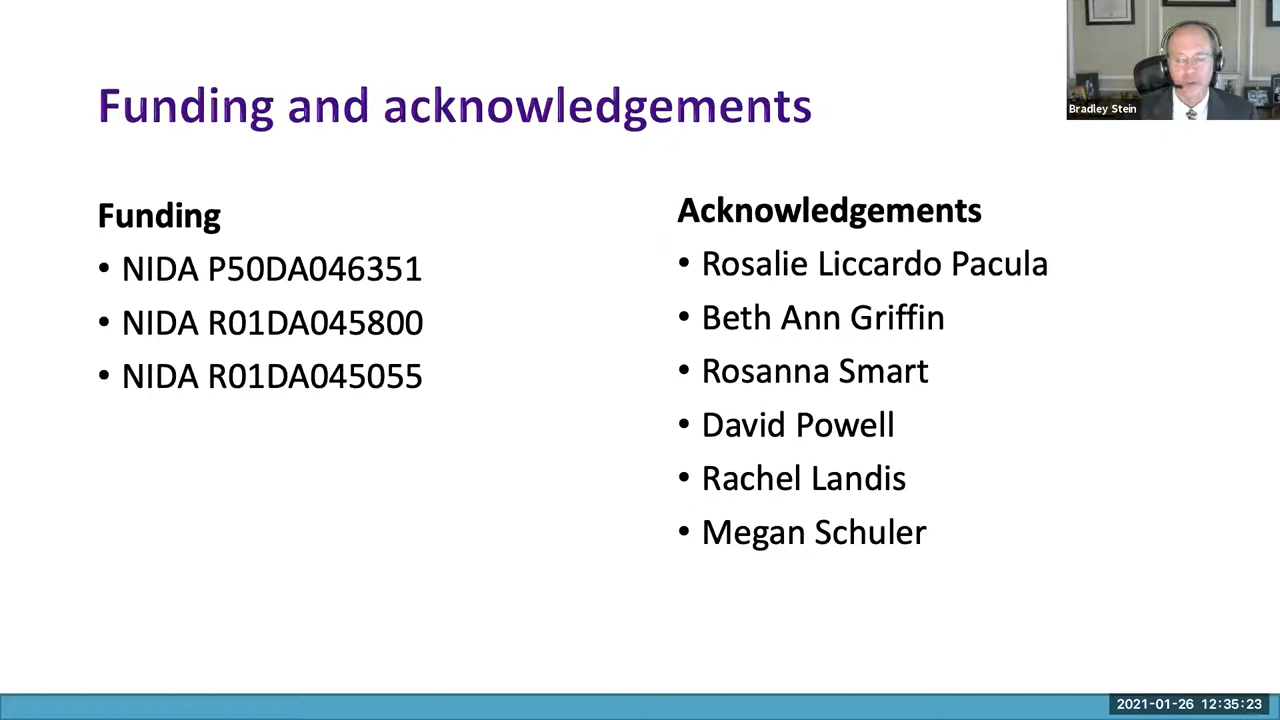 Funding and acknowledgements
Bradley Stein
Funding
• NIDA P50DA046351
• NIDA R01DA045800
• NIDA R01DA045055
Acknowledgements
• Rosalie Liccardo Pacula
• Beth Ann Griffin
• Rosanna Smart
• David Powell
• Rachel Landis
• Megan Schuler
2021-01-26 12:35:23